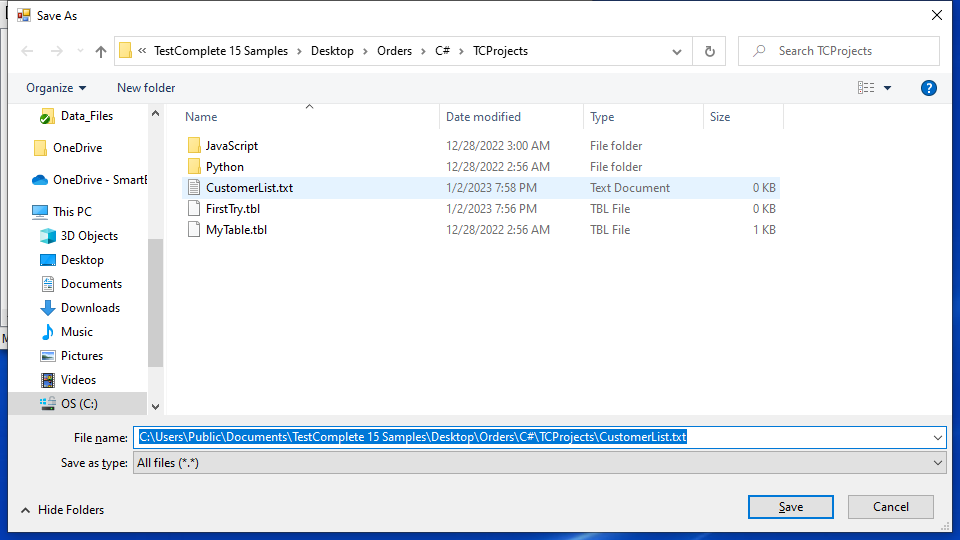 Save As
« TestComplete 15 Samples > Desktop > Orders > C# > TCProjects
Search TCProjects
Organize
New folder
?
Data_Files
OneDrive
OneDrive - SmartB
This PC
3D Objects
Desktop
Documents
Downloads
Music
Pictures
Videos
OS (C:)
Name Date modified Type Size
JavaScript 12/28/2022 3:00 AM File folder
Python 12/28/2022 2:56 AM File folder
CustomerList.txt 1/2/2023 7:58 PM Text Document 0 KB
FirstTry.tbl 1/2/2023 7:56 PM TBL File 0 KB
MyTable.tbl 12/28/2022 2:56 AM TBL File 1 KB
File name: C:\Users\Public\Documents\TestComplete 15 Samples\Desktop\Orders\C#\TCProjects\CustomerList.txt
Save as type: All files (*.*)
Hide Folders
Save
Cancel